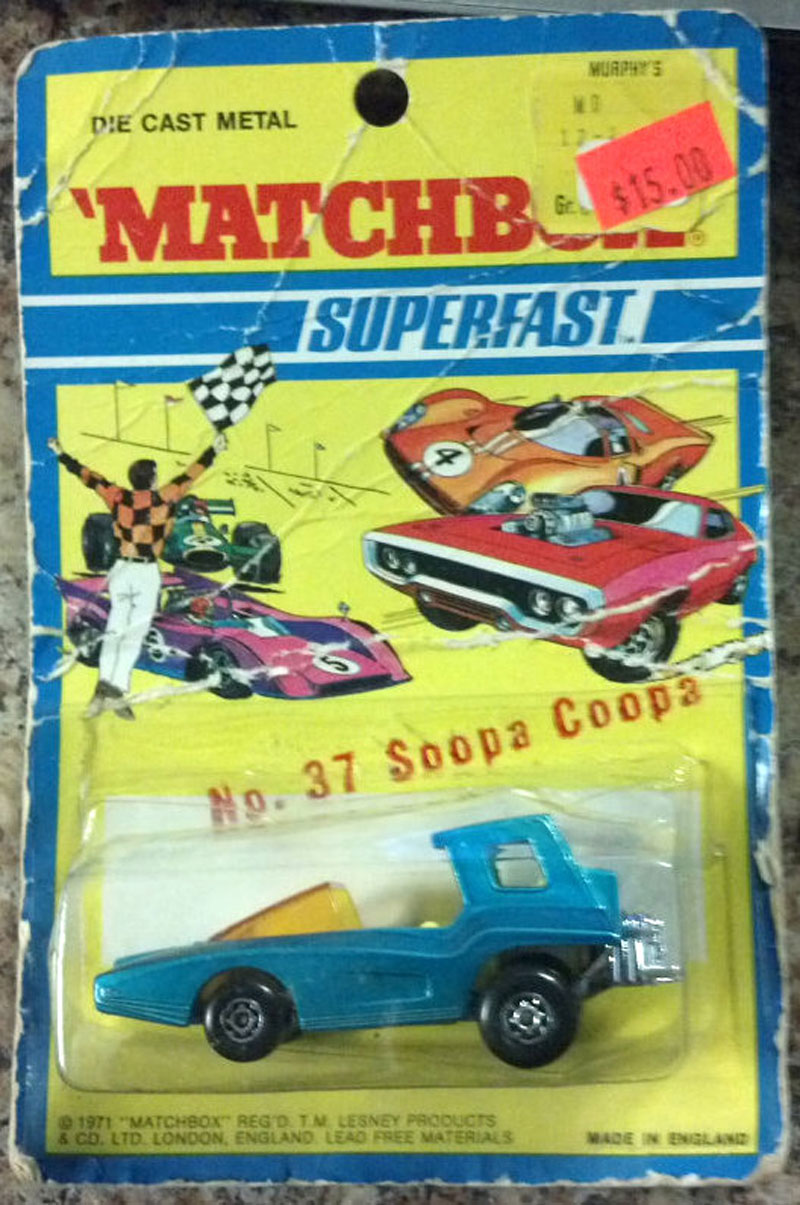 MURPHY'S
DIE CAST METAL
$15.00
'MATCHB
SUPERFAST
4
5
No. 37 Soopa Coopa
© 1971 "MATCHBOX" REG'D. T.M. LESNEY PRODUCTS
& CO. LTD. LONDON, ENGLAND. LEAD FREE MATERIALS
MADE IN ENGLAND